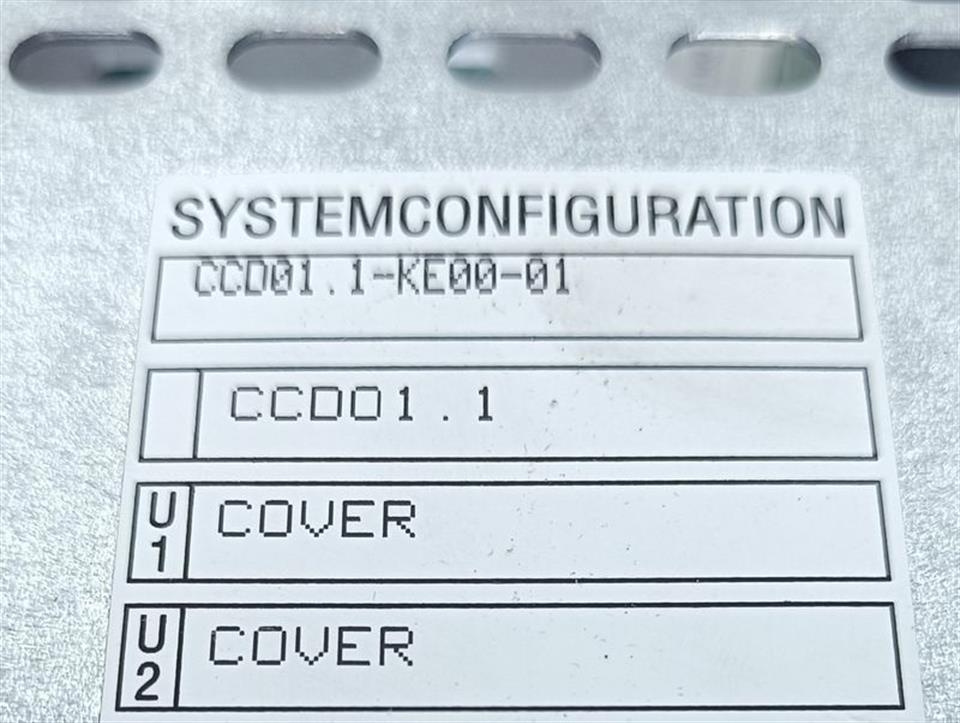 SYSTEMCONFIGURATION
CCD01.1-KE00-01
CCD01.1
U1 COVER
U2 COVER